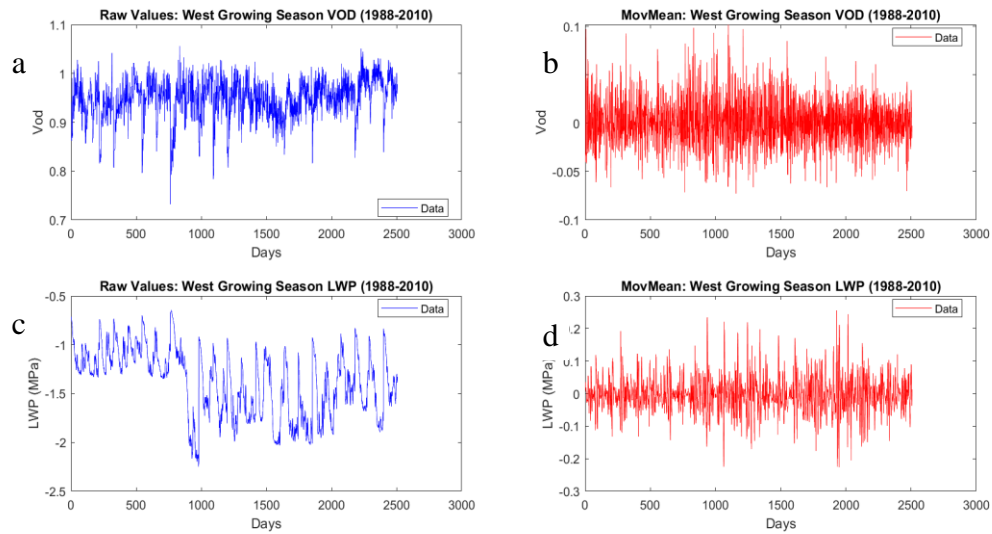 a
Raw Values: West Growing Season VOD (1988-2010)
1.1
1
0.9
0.8
0.7
Vod
Data
0 500 1000 1500 2000 2500 3000
Days
b
MovMean: West Growing Season VOD (1988-2010)
0.1
0.05
0
-0.05
-0.1
Vod
Data
0 500 1000 1500 2000 2500 3000
Days
c
Raw Values: West Growing Season LWP (1988-2010)
-0.5
-1
-1.5
-2
-2.5
LWP (MPa)
Data
0 500 1000 1500 2000 2500 3000
Days
d
MovMean: West Growing Season LWP (1988-2010)
0.3
.2
0.1
0
-0.1
-0.2
-0.3
LWP (MPa)
Data
0 500 1000 1500 2000 2500 3000
Days